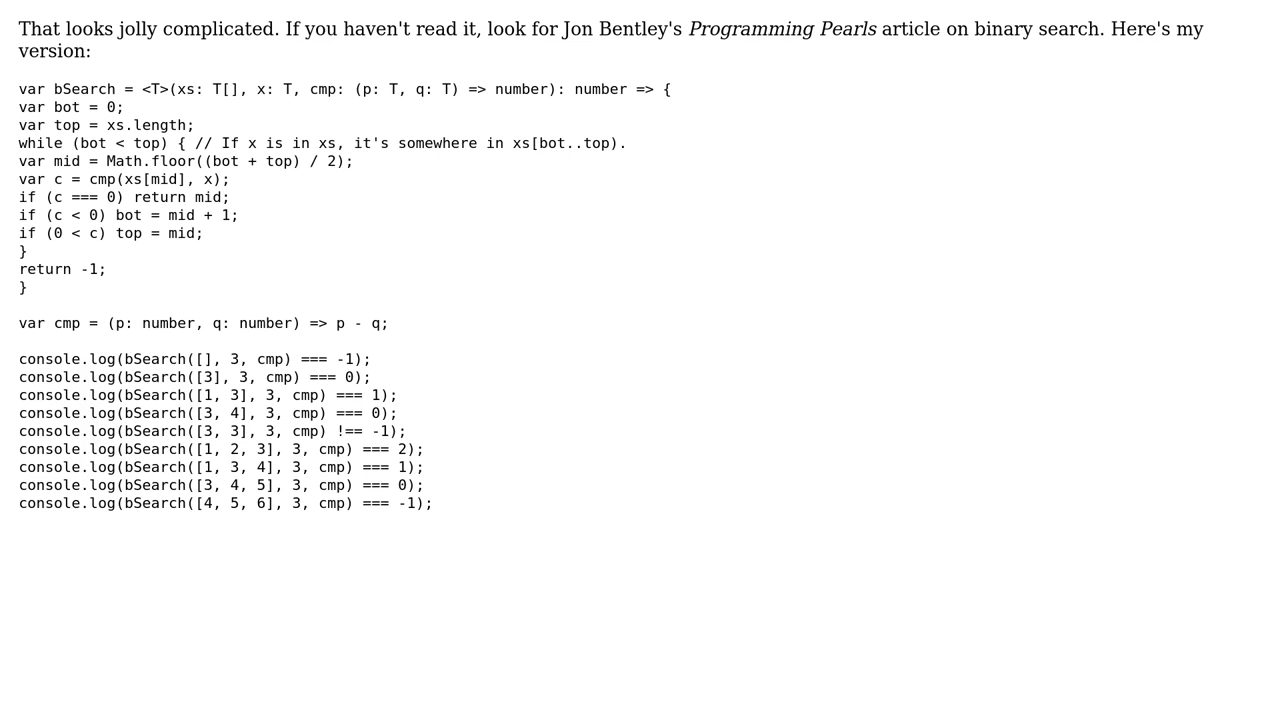 That looks jolly complicated. If you haven't read it, look for Jon Bentley's Programming Pearls article on binary search. Here's my
version:
var bSearch = <T>(xs: T[], x: T, cmp: (p: T, q: T) => number): number => {
var bot = 0;
var top = xs.length;
while (bot < top) { // If x is in xs, it's somewhere in xs[bot..top).
var mid = Math.floor((bot + top) / 2);
var c = cmp(xs[mid], x);
if (c === 0) return mid;
if (c < 0) bot = mid + 1;
if (0 < c) top = mid;
}
return -1;
}
var cmp = (p: number, q: number) => p - q;
console.log(bSearch([], 3, cmp) === -1);
console.log(bSearch([3], 3, cmp) === 0);
console.log(bSearch([1, 3], 3, cmp) === 1);
console.log(bSearch([3, 4], 3, cmp) === 0);
console.log(bSearch([3, 3], 3, cmp) !== -1);
console.log(bSearch([1, 2, 3], 3, cmp) === 2);
console.log(bSearch([1, 3, 4], 3, cmp) === 1);
console.log(bSearch([3, 4, 5], 3, cmp) === 0);
console.log(bSearch([4, 5, 6], 3, cmp) === -1);